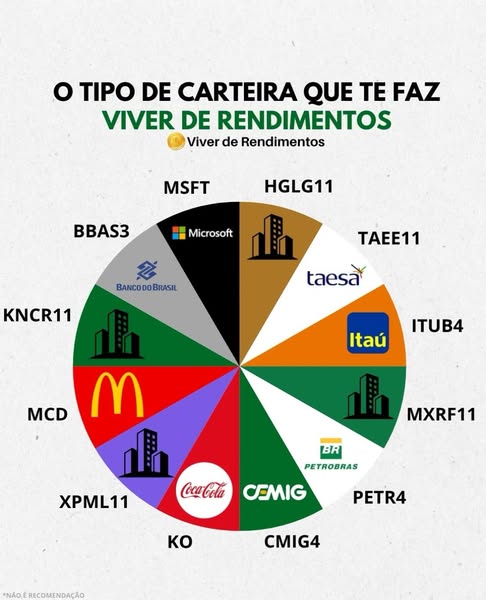 O TIPO DE CARTEIRA QUE TE FAZ
VIVER DE RENDIMENTOS
Viver de Rendimentos
MSFT
HGLG11
BBAS3
Microsoft
TAEE11
BANCO DO BRASIL
taesa
KNCR11
ITUB4
Itaú
MCD
MXRF11
BR
PETROBRAS
XPML11
Coca-Cola
CEMIG
PETR4
KO
CMIG4
*NÃO É RECOMENDAÇÃO